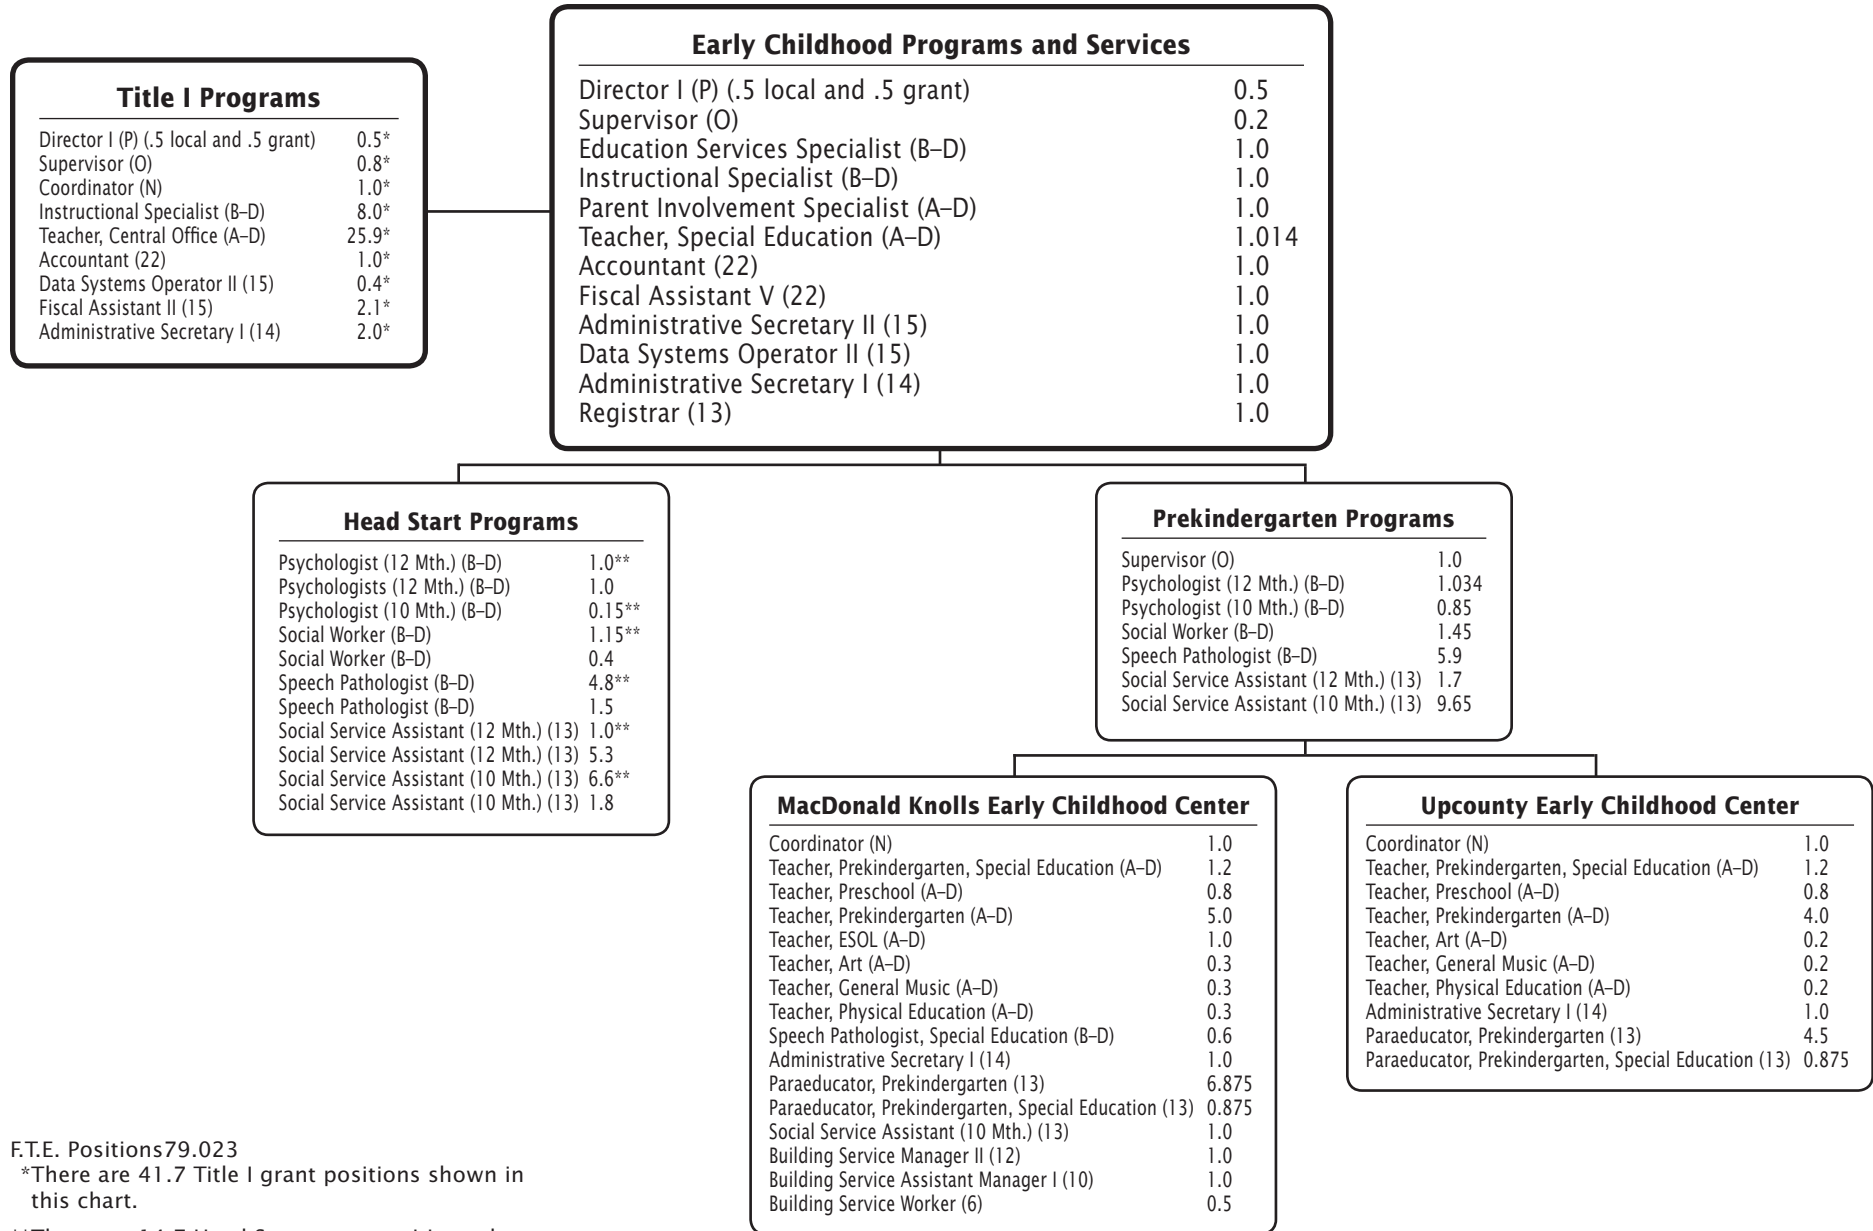 Early Childhood Programs and Services
Director I (P) (.5 local and .5 grant) 0.5
Supervisor (O) 0.2
Education Services Specialist (B–D) 1.0
Instructional Specialist (B–D) 1.0
Parent Involvement Specialist (A–D) 1.0
Teacher, Special Education (A–D) 1.014
Accountant (22) 1.0
Fiscal Assistant V (22) 1.0
Administrative Secretary II (15) 1.0
Data Systems Operator II (15) 1.0
Administrative Secretary I (14) 1.0
Registrar (13) 1.0
Title I Programs
Director I (P) (.5 local and .5 grant) 0.5*
Supervisor (O) 0.8*
Coordinator (N) 1.0*
Instructional Specialist (B–D) 8.0*
Teacher, Central Office (A–D) 25.9*
Accountant (22) 1.0*
Data Systems Operator II (15) 0.4*
Fiscal Assistant II (15) 2.1*
Administrative Secretary I (14) 2.0*
Head Start Programs
Psychologist (12 Mth.) (B–D) 1.0**
Psychologists (12 Mth.) (B–D) 1.0
Psychologist (10 Mth.) (B–D) 0.15**
Social Worker (B–D) 1.15**
Social Worker (B–D) 0.4
Speech Pathologist (B–D) 4.8**
Speech Pathologist (B–D) 1.5
Social Service Assistant (12 Mth.) (13) 1.0**
Social Service Assistant (12 Mth.) (13) 5.3
Social Service Assistant (10 Mth.) (13) 6.6**
Social Service Assistant (10 Mth.) (13) 1.8
Prekindergarten Programs
Supervisor (O) 1.0
Psychologist (12 Mth.) (B–D) 1.034
Psychologist (10 Mth.) (B–D) 0.85
Social Worker (B–D) 1.45
Speech Pathologist (B–D) 5.9
Social Service Assistant (12 Mth.) (13) 1.7
Social Service Assistant (10 Mth.) (13) 9.65
MacDonald Knolls Early Childhood Center
Coordinator (N) 1.0
Teacher, Prekindergarten, Special Education (A–D) 1.2
Teacher, Preschool (A–D) 0.8
Teacher, Prekindergarten (A–D) 5.0
Teacher, ESOL (A–D) 1.0
Teacher, Art (A–D) 0.3
Teacher, General Music (A–D) 0.3
Teacher, Physical Education (A–D) 0.3
Speech Pathologist, Special Education (B–D) 0.6
Administrative Secretary I (14) 1.0
Paraeducator, Prekindergarten (13) 6.875
Paraeducator, Prekindergarten, Special Education (13) 0.875
Social Service Assistant (10 Mth.) (13) 1.0
Building Service Manager II (12) 1.0
Building Service Assistant Manager I (10) 1.0
Building Service Worker (6) 0.5
Upcounty Early Childhood Center
Coordinator (N) 1.0
Teacher, Prekindergarten, Special Education (A–D) 1.2
Teacher, Preschool (A–D) 0.8
Teacher, Prekindergarten (A–D) 4.0
Teacher, Art (A–D) 0.2
Teacher, General Music (A–D) 0.2
Teacher, Physical Education (A–D) 0.2
Administrative Secretary I (14) 1.0
Paraeducator, Prekindergarten (13) 4.5
Paraeducator, Prekindergarten, Special Education (13) 0.875
F.T.E. Positions79.023
*There are 41.7 Title I grant positions shown in
this chart.